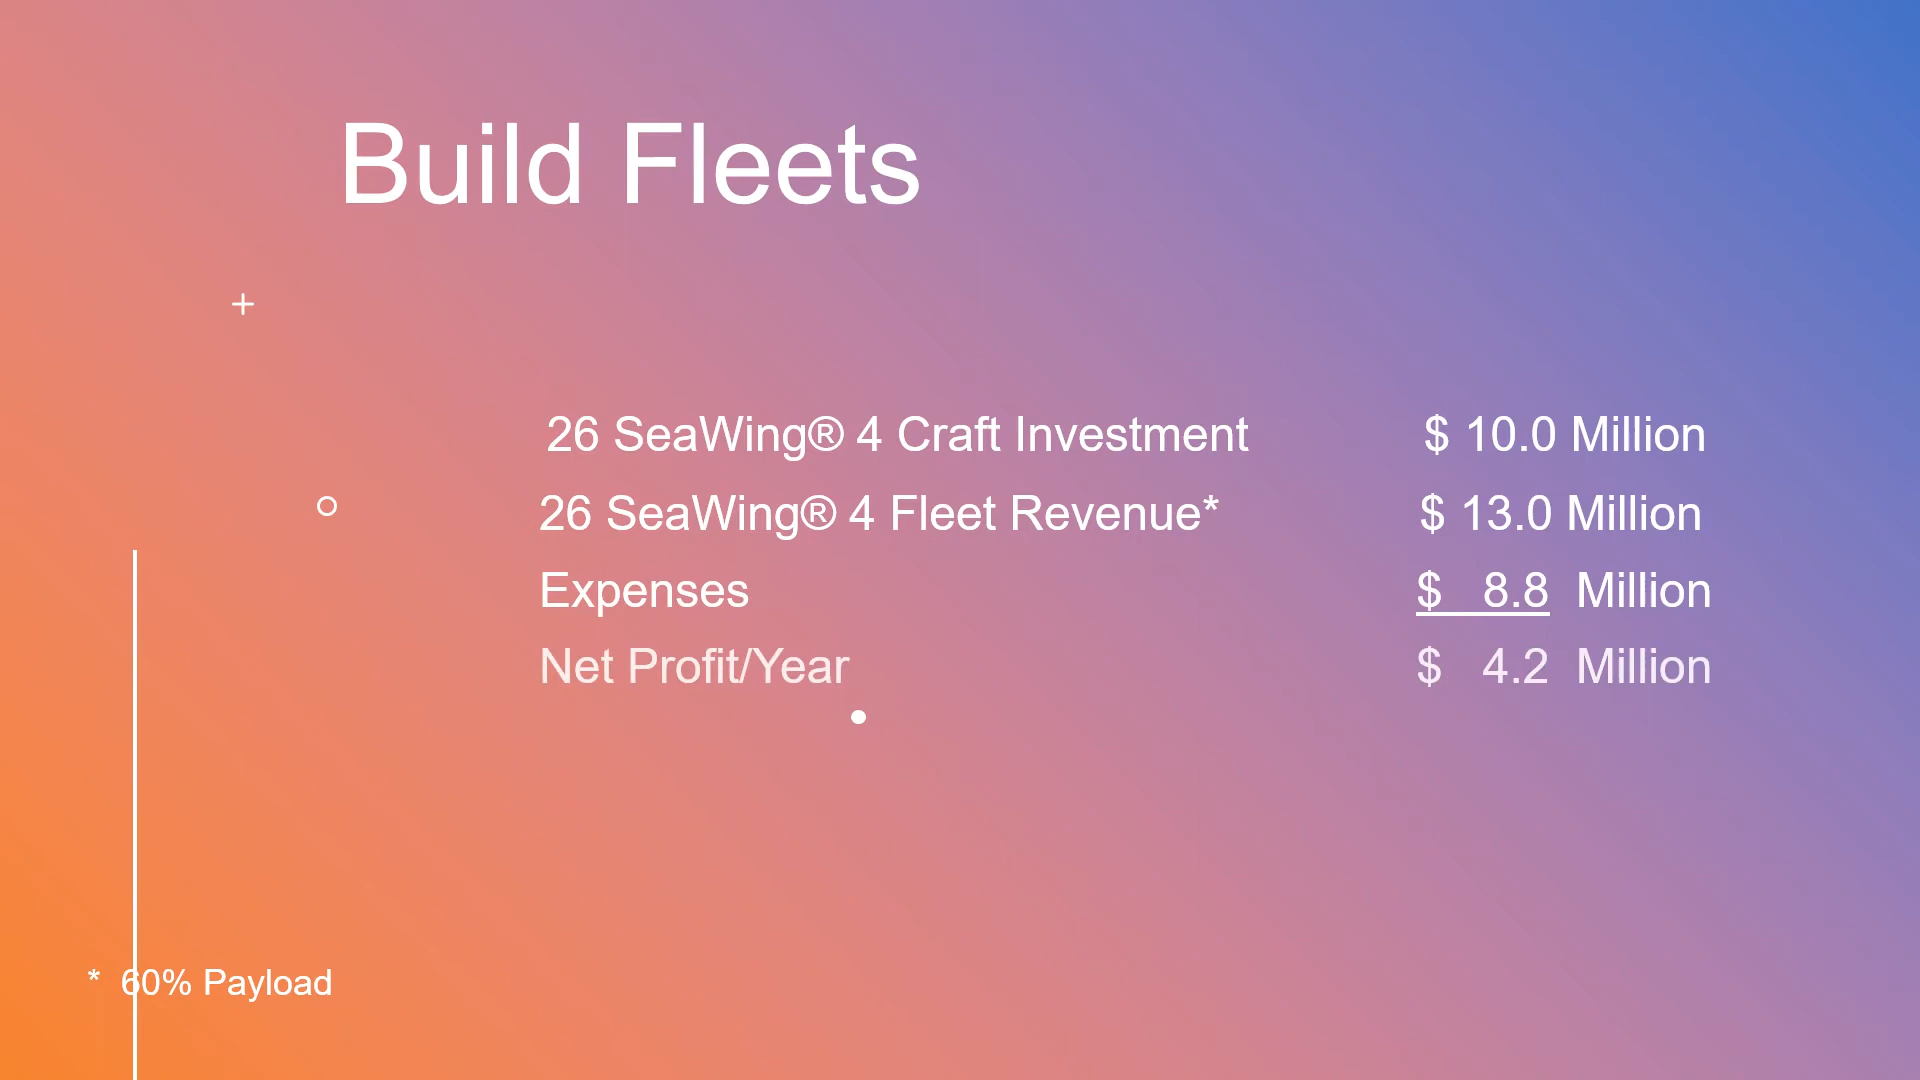 Build Fleets
26 SeaWing® 4 Craft Investment $ 10.0 Million
26 SeaWing® 4 Fleet Revenue* $ 13.0 Million
Expenses $ 8.8 Million
Net Profit/Year $ 4.2 Million
* 60% Payload